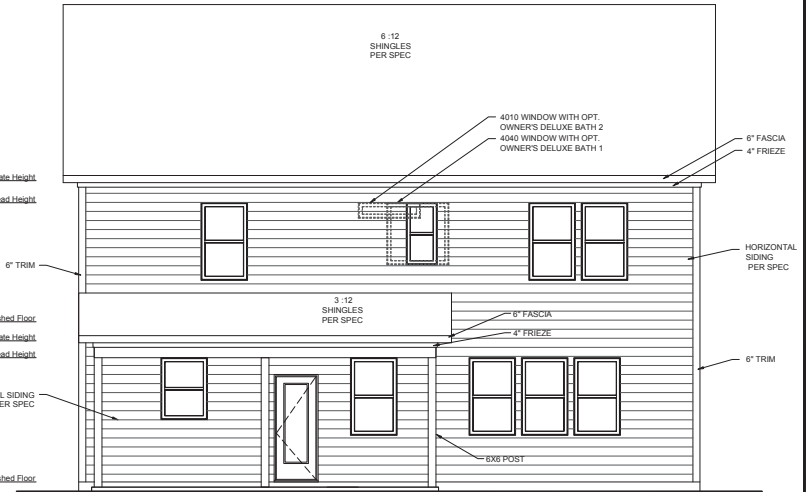 6 :12
SHINGLES
PER SPEC
4010 WINDOW WITH OPT.
OWNER'S DELUXE BATH 2
4040 WINDOW WITH OPT.
OWNER'S DELUXE BATH 1
6" FASCIA
4" FRIEZE
ate Height
ead Height
HORIZONTAL
SIDING
PER SPEC
6" TRIM
3 :12
SHINGLES
PER SPEC
6" FASCIA
4" FRIEZE
shed Floor
ate Height
ead Height
6" TRIM
L SIDING
ER SPEC
6X6 POST
shed Floor